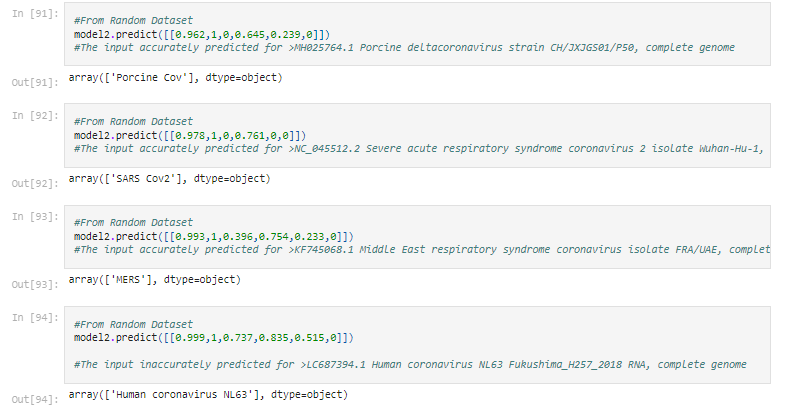 In [91]:
#From Random Dataset
model2.predict([[0.962,1,0,0.645,0.239,0]])
#The input accurately predicted for >MH025764.1 Porcine deltacoronavirus strain CH/JXJGS01/P50, complete genome
Out[91]: array(['Porcine Cov'], dtype=object)
In [92]:
#From Random Dataset
model2.predict([[0.978,1,0,0.761,0,0]])
#The input accurately predicted for >NC_045512.2 Severe acute respiratory syndrome coronavirus 2 isolate Wuhan-Hu-1,
Out[92]: array(['SARS Cov2'], dtype=object)
In [93]:
#From Random Dataset
model2.predict([[0.993,1,0.396,0.754,0.233,0]])
#The input accurately predicted for >KF745068.1 Middle East respiratory syndrome coronavirus isolate FRA/UAE, complet
Out[93]: array(['MERS'], dtype=object)
In [94]:
#From Random Dataset
model2.predict([[0.999,1,0.737,0.835,0.515,0]])
#The input inaccurately predicted for >LC687394.1 Human coronavirus NL63 Fukushima_H257_2018 RNA, complete genome
Out[94]: array(['Human coronavirus NL63'], dtype=object)